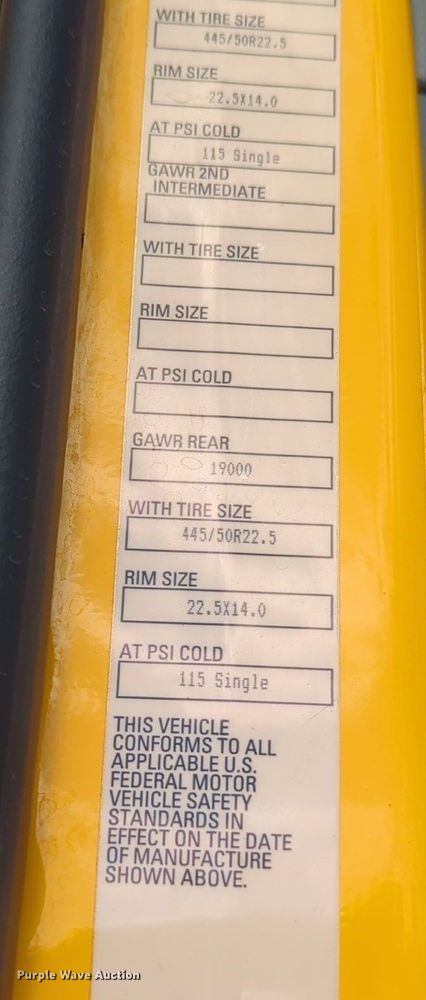 WITH TIRE SIZE
445/50R22.5
RIM SIZE
22.5X14.0
AT PSI COLD
115 Single
GAWR 2ND
INTERMEDIATE
WITH TIRE SIZE
RIM SIZE
AT PSI COLD
GAWR REAR
19000
WITH TIRE SIZE
445/50R22.5
RIM SIZE
22.5X14.0
AT PSI COLD
115 Single
THIS VEHICLE
CONFORMS TO ALL
APPLICABLE U.S.
FEDERAL MOTOR
VEHICLE SAFETY
STANDARDS IN
EFFECT ON THE DATE
OF MANUFACTURE
SHOWN ABOVE.
Purple Wave Auction